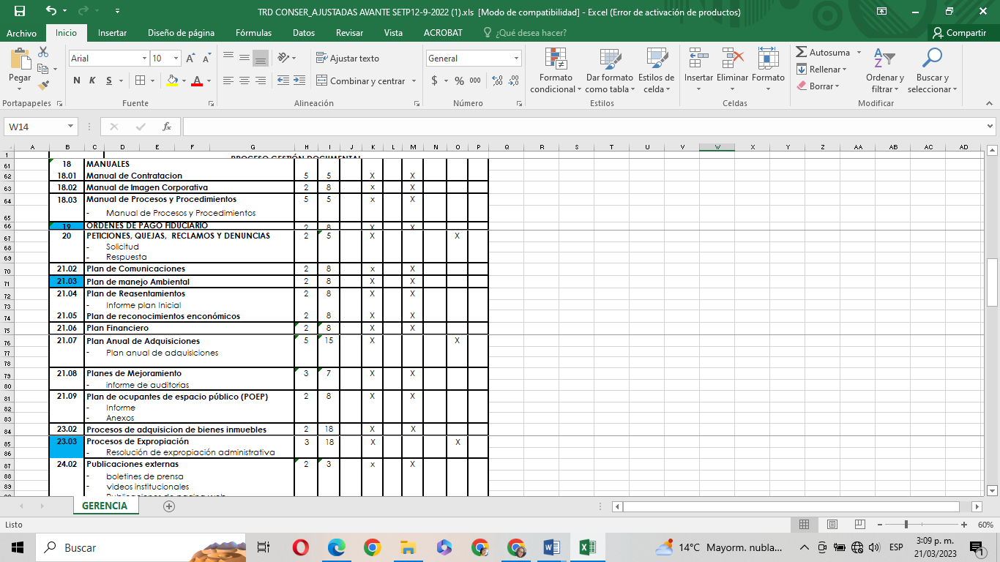 TRD CONSER_AJUSTADAS AVANTE SETP12-9-2022 (1).xls [Modo de compatibilidad] - Excel (Error de activación de productos)
Archivo Inicio Insertar Diseño de página Fórmulas Datos Revisar Vista ACROBAT ¿Qué desea hacer? Compartir
Pegar Arial 10 N K S Ajustar texto Combinar y centrar General $ % 000
Formato condicional Dar formato como tabla Estilos de celda Insertar Eliminar Formato
Autosuma Rellenar Borrar Ordenar y filtrar Buscar y seleccionar
Portapapeles Fuente Alineación Número Estilos Celdas Modificar
W14 fx
A B C D E F G H I J K L M N O P Q R S T U V W X Y Z AA AB AC AD
1 PROCESO GESTIÓN DOCUMENTAL
61 18 MANUALES
62 18.01 Manual de Contratacion 5 5 X X
63 18.02 Manual de Imagen Corporativa 2 8 x X
64 18.03 Manual de Procesos y Procedimientos 5 5 x X
65 - Manual de Procesos y Procedimientos
66 19 ORDENES DE PAGO FIDUCIARIO 2 8 X X
67 20 PETICIONES, QUEJAS, RECLAMOS Y DENUNCIAS 2 5 X X
68 - Solicitud
69 - Respuesta
70 21.02 Plan de Comunicaciones 2 8 x X
71 21.03 Plan de manejo Ambiental 2 8 X X
72 21.04 Plan de Reasentamientos 2 8 X X
73 - Informe plan Inicial
74 21.05 Plan de reconocimientos enconómicos 2 8 X X
75 21.06 Plan Financiero 2 8 X X
76 21.07 Plan Anual de Adquisiciones 5 15 X X
77 - Plan anual de adquisiciones
78
79 21.08 Planes de Mejoramiento 3 7 X X
80 - informe de auditorias
81 21.09 Plan de ocupantes de espacio público (POEP) 2 8 X X
82 - Informe
83 - Anexos
84 23.02 Procesos de adquisicion de bienes inmuebles 2 18 X X
85 23.03 Procesos de Expropiación 3 18 X X
86 - Resolución de expropiación administrativa
87 24.02 Publicaciones externas 2 3 x X
88 - boletines de prensa
89 - videos institucionales
- Publicaciones de pagina web
GERENCIA
Listo 60%
Buscar 14°C Mayorm. nubla... ESP 3:09 p. m.
21/03/2023 1